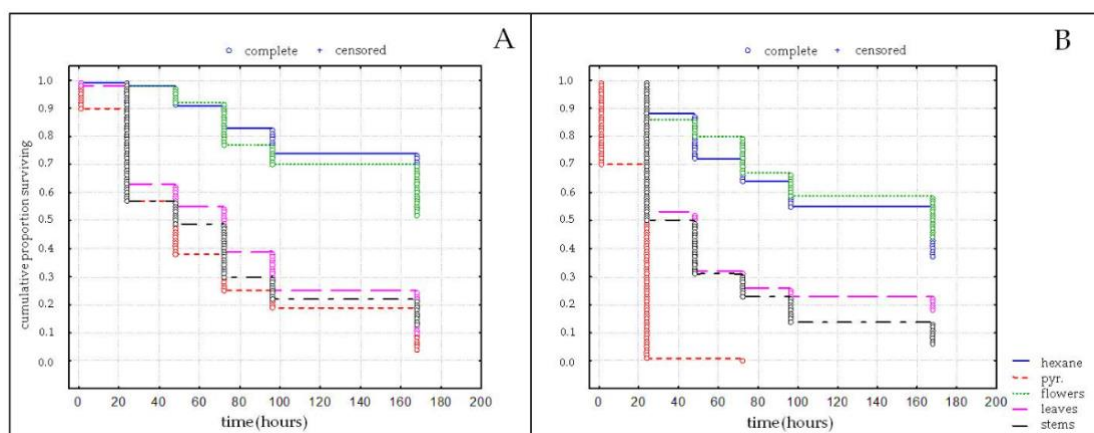 A
complete censored
cumulative proportion surviving
1.0
0.9
0.8
0.7
0.6
0.5
0.4
0.3
0.2
0.1
0.0
0 20 40 60 80 100 120 140 160 180 200
time (hours)
B
complete censored
1.0
0.9
0.8
0.7
0.6
0.5
0.4
0.3
0.2
0.1
0.0
0 20 40 60 80 100 120 140 160 180 200
time (hours)
hexane
pyr.
flowers
leaves
stems